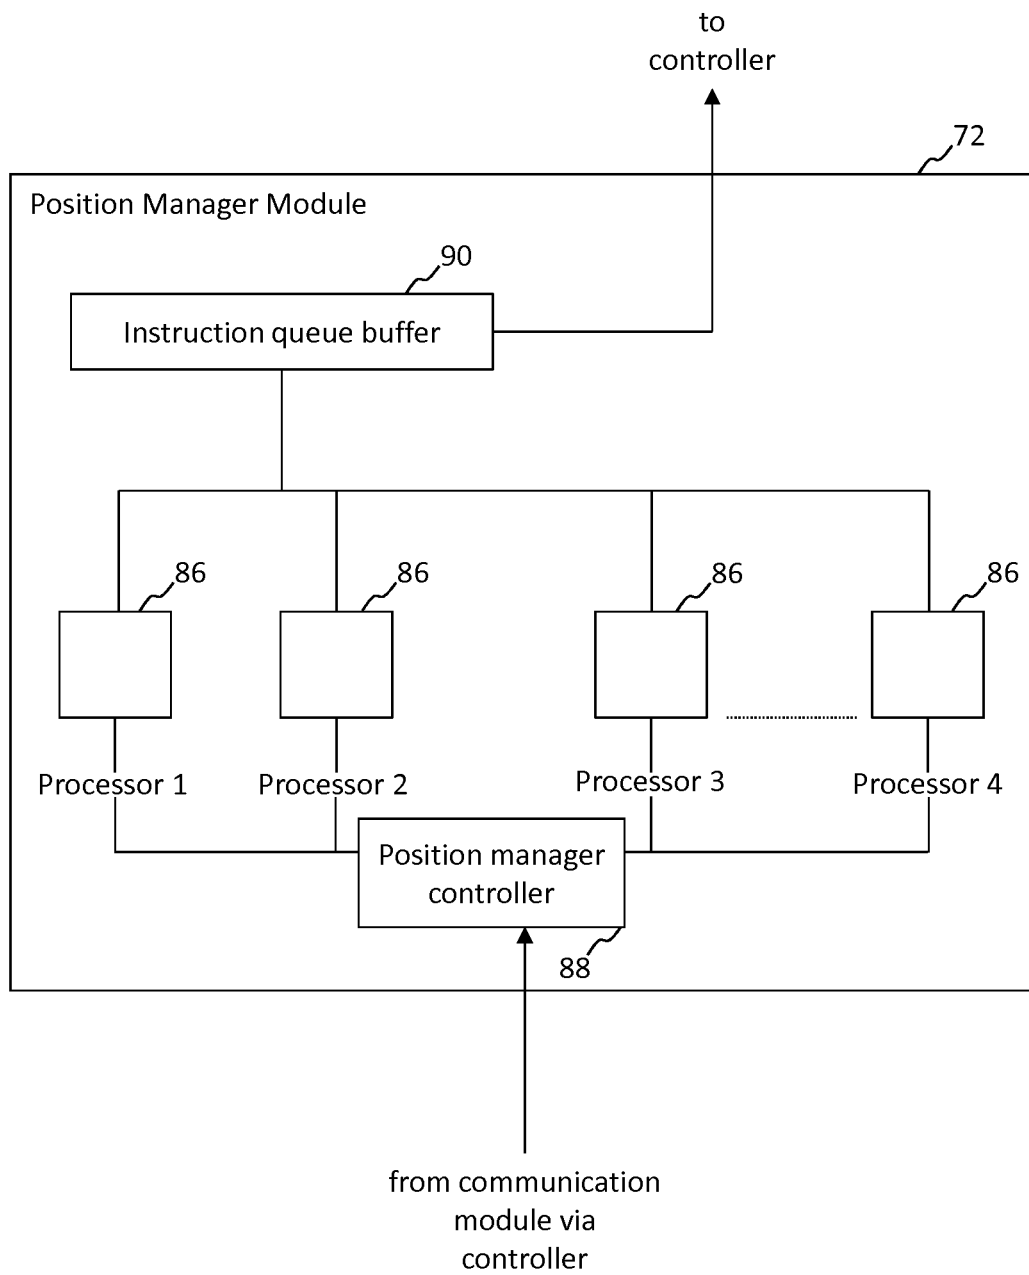 to
controller
72
Position Manager Module
90
Instruction queue buffer
86
86
86
86
Processor 1
Processor 2
Processor 3
Processor 4
Position manager
controller
88
from communication
module via
controller